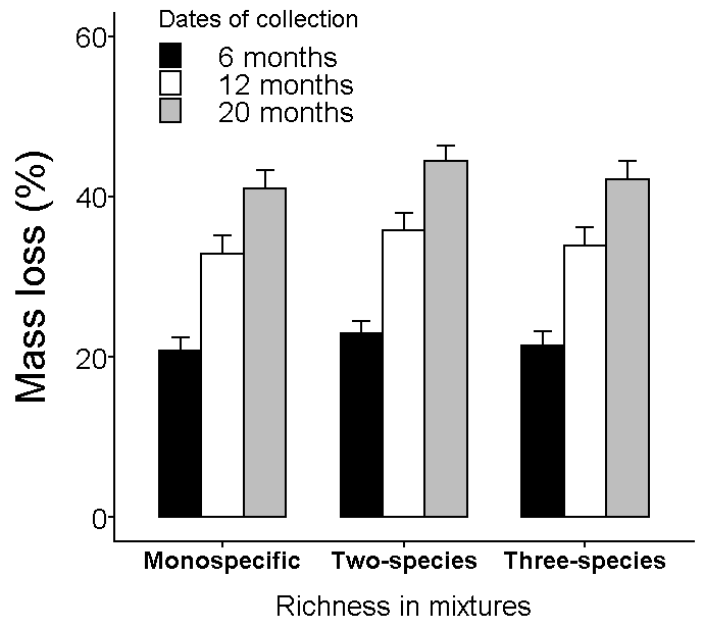 Dates of collection
6 months
12 months
20 months
Mass loss (%)
60
40
20
0
Monospecific Two-species Three-species
Richness in mixtures